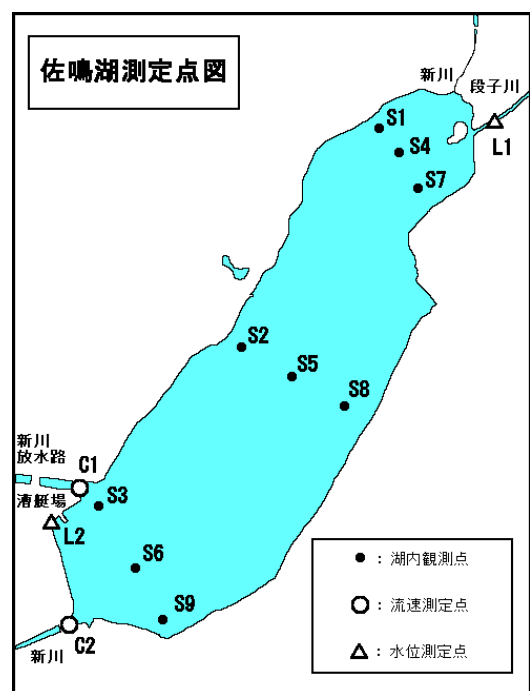 佐鳴湖測定点図
新川
段子川
S1
L1
S4
S7
S2
S5
S8
新川
放水路
C1
漕艇場
S3
L2
S6
S9
C2
新川
● : 湖内観測点
○ : 流速測定点
△ : 水位測定点